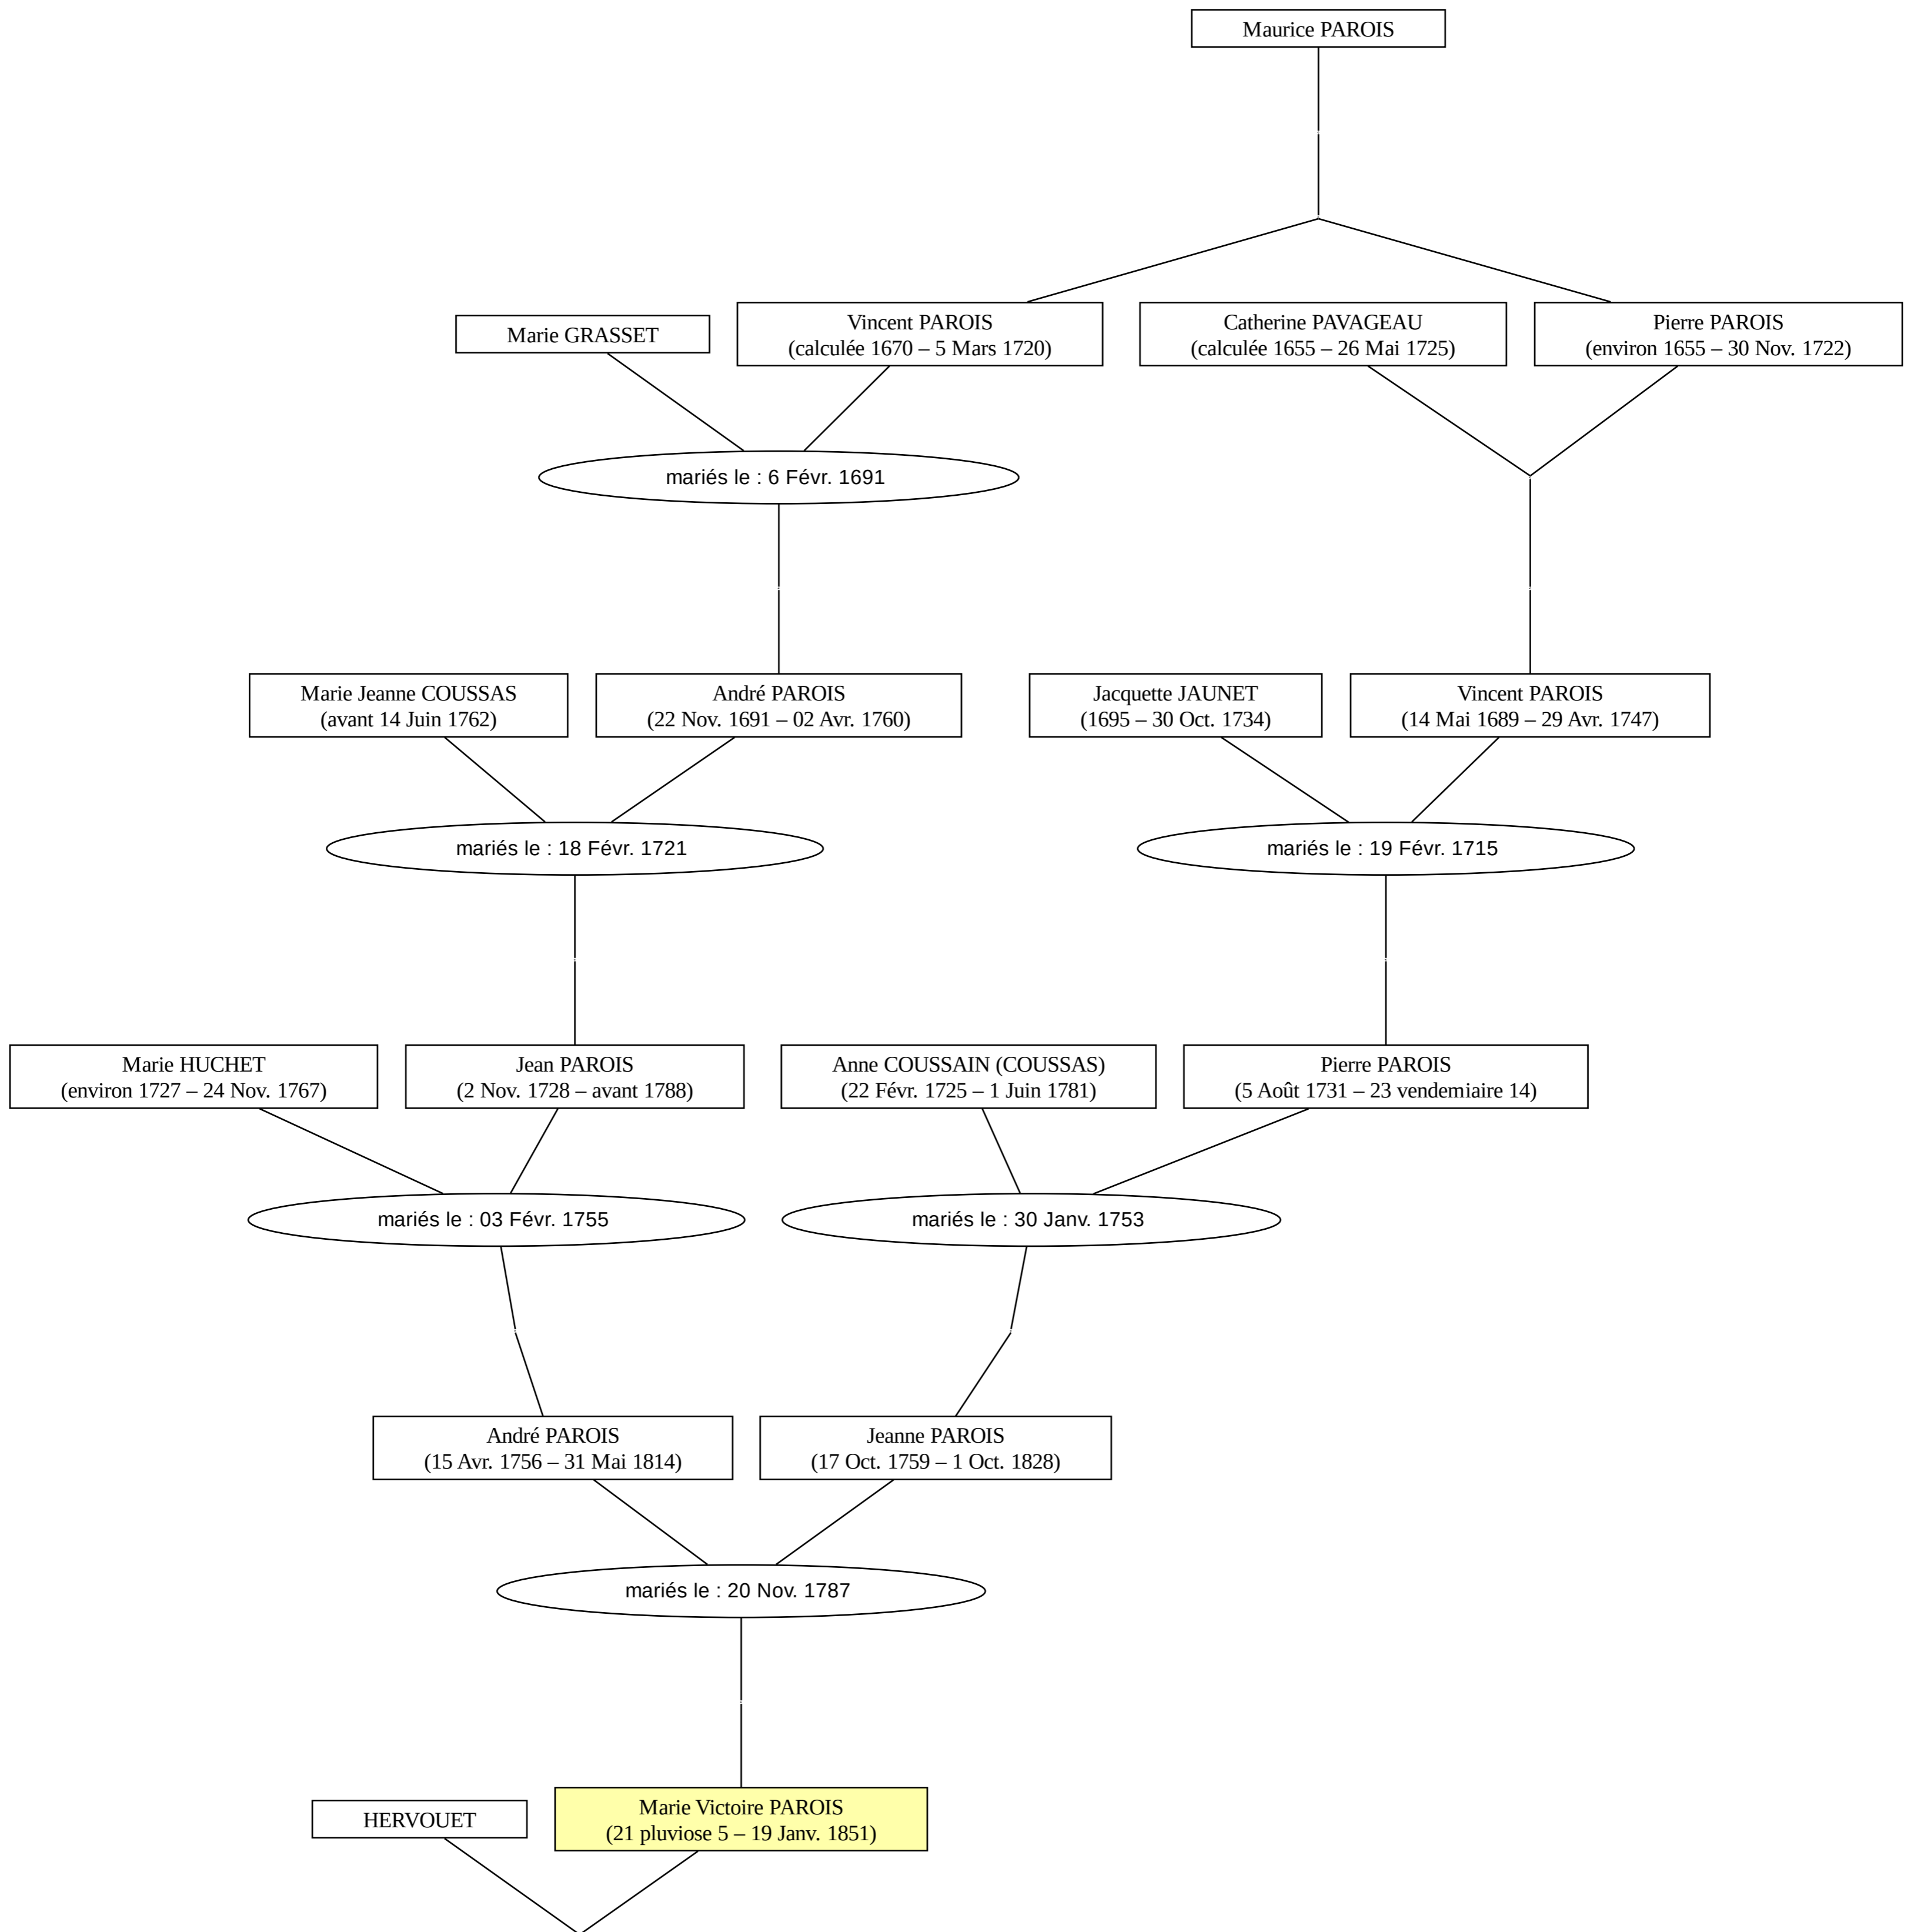 Maurice PAROIS
Marie GRASSET
Vincent PAROIS
(calculée 1670 – 5 Mars 1720)
Catherine PAVAGEAU
(calculée 1655 – 26 Mai 1725)
Pierre PAROIS
(environ 1655 – 30 Nov. 1722)
mariés le : 6 Févr. 1691
Marie Jeanne COUSSAS
(avant 14 Juin 1762)
André PAROIS
(22 Nov. 1691 – 02 Avr. 1760)
Jacquette JAUNET
(1695 – 30 Oct. 1734)
Vincent PAROIS
(14 Mai 1689 – 29 Avr. 1747)
mariés le : 18 Févr. 1721
mariés le : 19 Févr. 1715
Marie HUCHET
(environ 1727 – 24 Nov. 1767)
Jean PAROIS
(2 Nov. 1728 – avant 1788)
Anne COUSSAIN (COUSSAS)
(22 Févr. 1725 – 1 Juin 1781)
Pierre PAROIS
(5 Août 1731 – 23 vendemiaire 14)
mariés le : 03 Févr. 1755
mariés le : 30 Janv. 1753
André PAROIS
(15 Avr. 1756 – 31 Mai 1814)
Jeanne PAROIS
(17 Oct. 1759 – 1 Oct. 1828)
mariés le : 20 Nov. 1787
HERVOUET
Marie Victoire PAROIS
(21 pluviose 5 – 19 Janv. 1851)